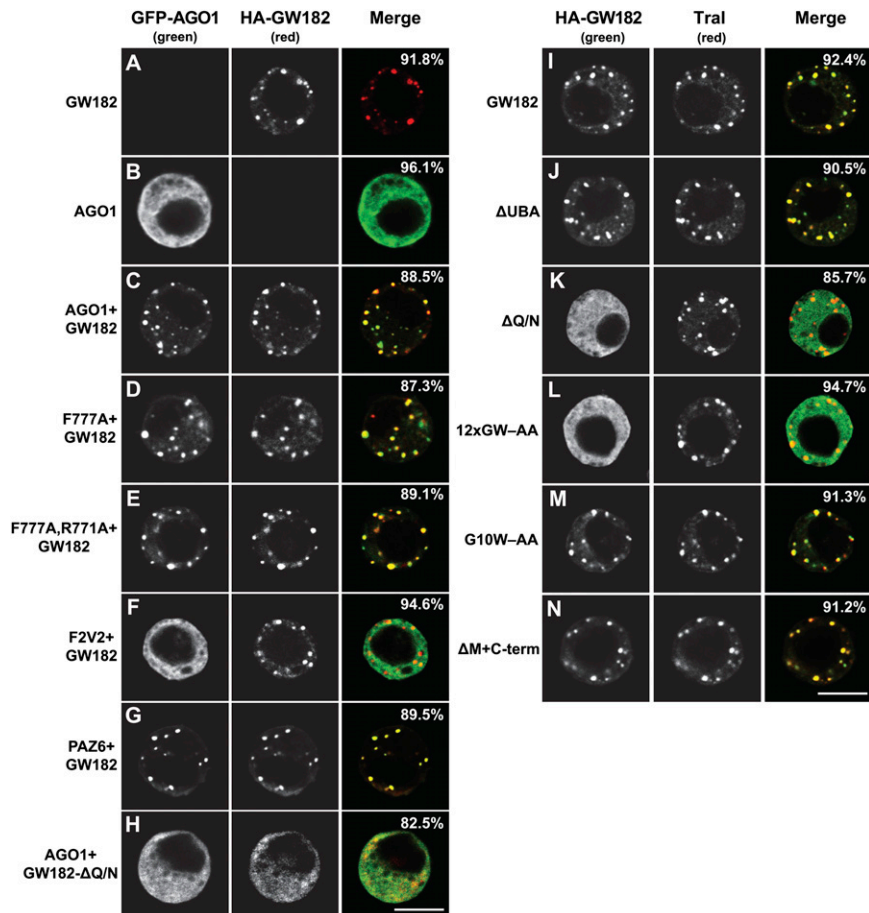 GFP-AGO1 HA-GW182 Merge
(green) (red)
A GW182 91.8%
B AGO1 96.1%
C AGO1+ GW182 88.5%
D F777A+ GW182 87.3%
E F777A,R771A+ GW182 89.1%
F F2V2+ GW182 94.6%
G PAZ6+ GW182 89.5%
H AGO1+ GW182-ΔQ/N 82.5%
HA-GW182 Tral Merge
(green) (red)
I GW182 92.4%
J ΔUBA 90.5%
K ΔQ/N 85.7%
L 12xGW–AA 94.7%
M G10W–AA 91.3%
N ΔM+C-term 91.2%